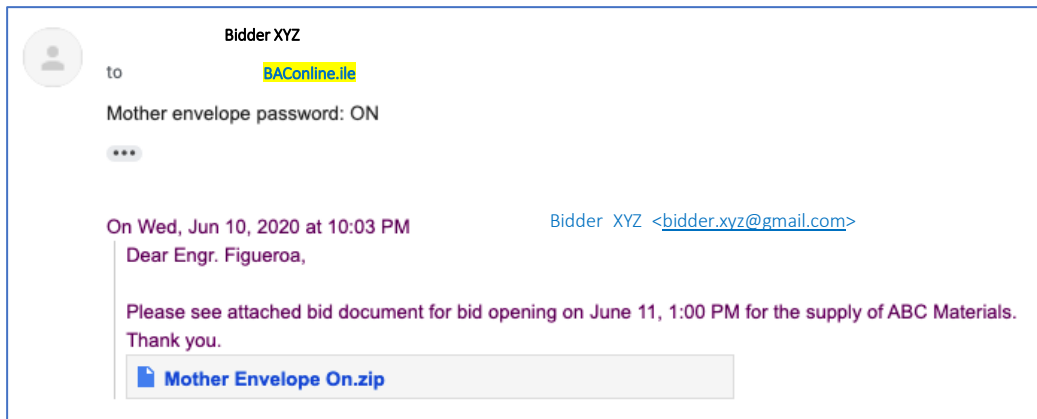 Bidder XYZ
to BAConline.ile
Mother envelope password: ON
•••
On Wed, Jun 10, 2020 at 10:03 PM Bidder XYZ <bidder.xyz@gmail.com>
Dear Engr. Figueroa,
Please see attached bid document for bid opening on June 11, 1:00 PM for the supply of ABC Materials.
Thank you.
Mother Envelope On.zip